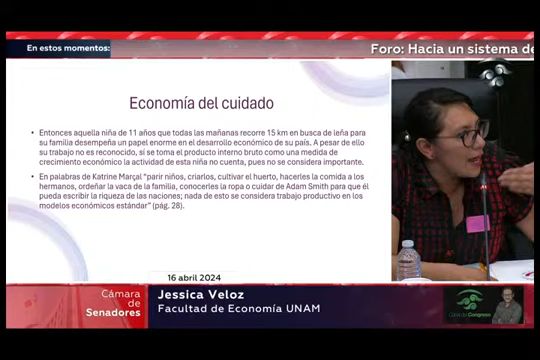 En estos momentos:
Foro: Hacia un sistema de
Economía del cuidado
• Entonces aquella niña de 11 años que todas las mañanas recorre 15 km en busca de leña para
su familia desempeña un papel enorme en el desarrollo económico de su país. A pesar de ello
su trabajo no es reconocido, si se toma el producto interno bruto como una medida de
crecimiento económico la actividad de esta niña no cuenta, pues no se considera importante.
• En palabras de Katrine Marçal "parir niños, criarlos, cultivar el huerto, hacerles la comida a los
hermanos, ordeñar la vaca de la familia, conocerles la ropa o cuidar de Adam Smith para que él
pueda escribir la riqueza de las naciones; nada de esto se considera trabajo productivo en los
modelos económicos estándar" (pág. 28).
16 abril 2024
Cámara
de
Senadores
Jessica Veloz
Facultad de Economía UNAM
Canal del Congreso